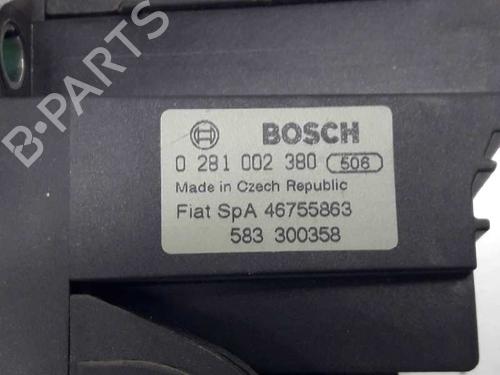 B-PARTS
BOSCH
0 281 002 380 506
Made in Czech Republic
Fiat SpA 46755863
583 300358